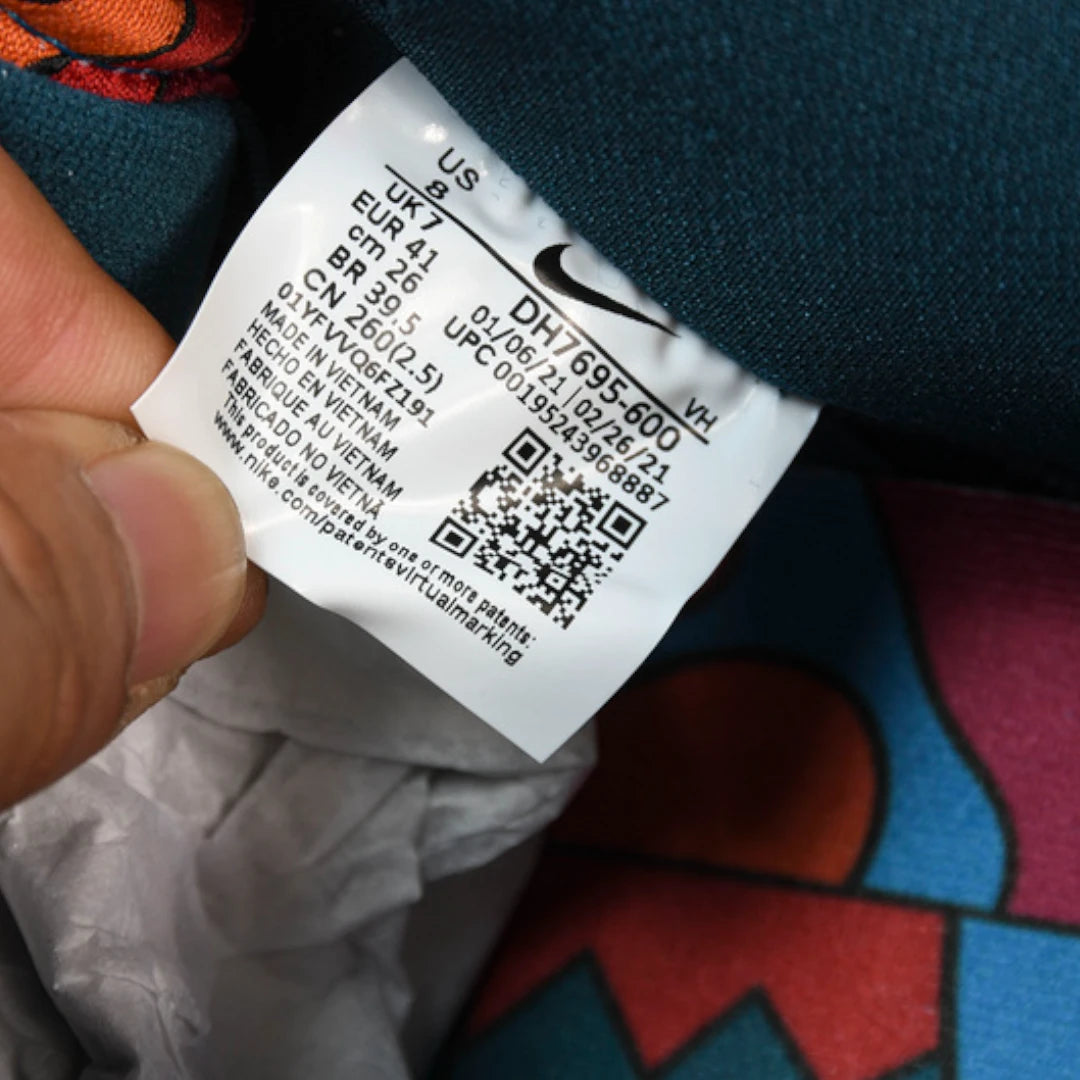 US
8
UK 7
EUR 41
cm 26
BR 39.5
CN 260(2.5)
01YFVVQ6FZ191
MADE IN VIETNAM
HECHO EN VIETNAM
FABRIQUE AU VIETNAM
FABRICADO NO VIETNÃ
This product is covered by one or more patents:
www.nike.com/patentsvirtualmarking
VH
DH7695-600
01/06/21 | 02/26/21
UPC 00195243968887